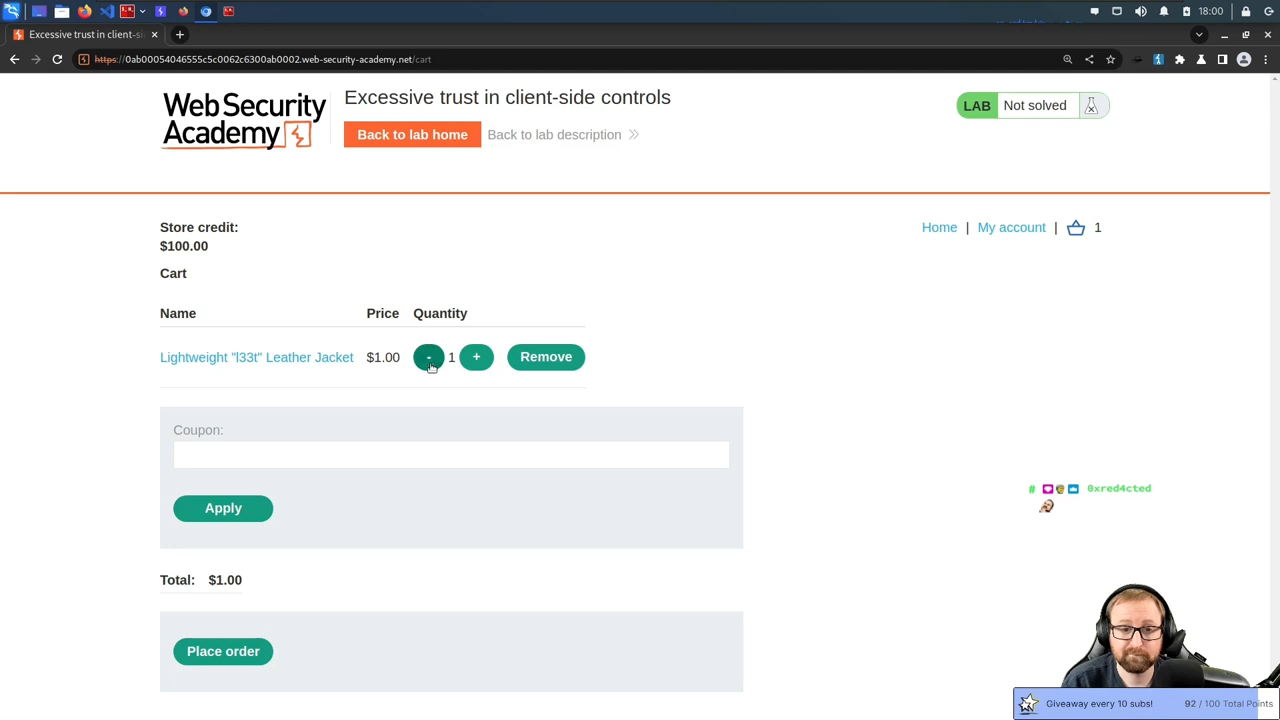 18:00
Excessive trust in client-si
https://0ab00054046555c5c0062c6300ab0002.web-security-academy.net/cart
Web Security
Academy
Excessive trust in client-side controls
Back to lab home
Back to lab description
LAB
Not solved
Store credit:
$100.00
Home | My account | 1
Cart
Name Price Quantity
Lightweight "l33t" Leather Jacket $1.00 - 1 + Remove
Coupon:
Apply
# 0xred4cted
Total: $1.00
Place order
Giveaway every 10 subs! 92 / 100 Total Points